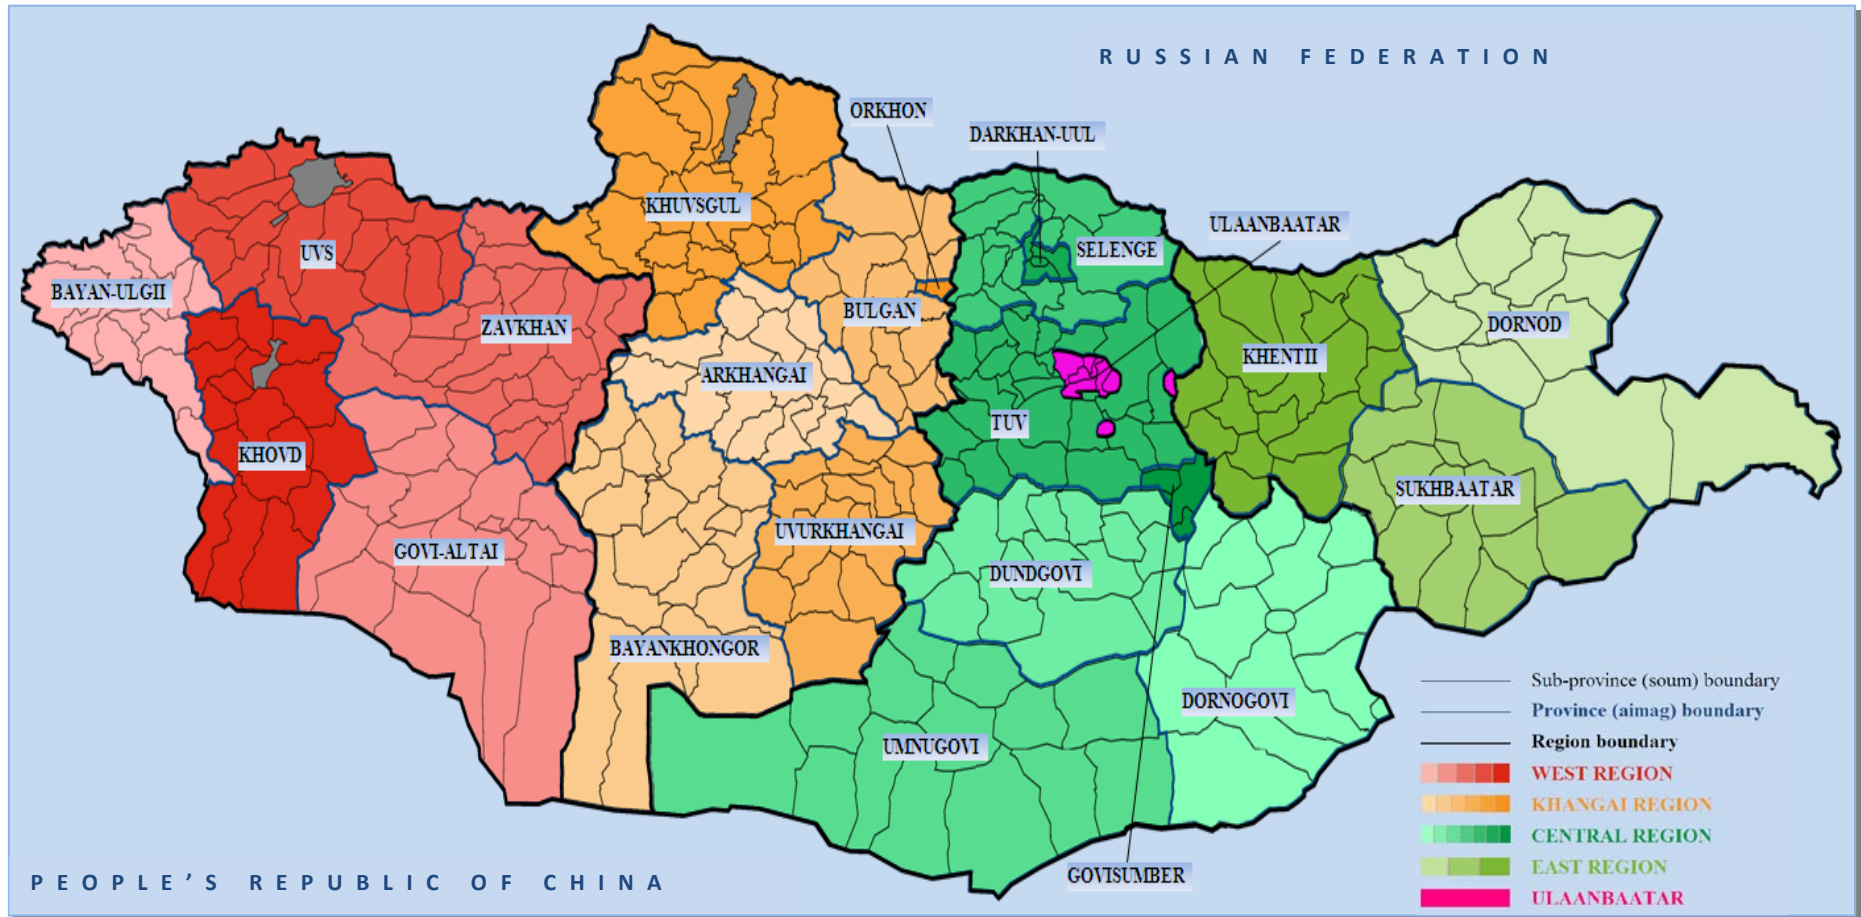 RUSSIAN FEDERATION
ORKHON
DARKHAN-UUL
KHUVSGUL
ULAANBAATAR
UVS
SELENGE
BAYAN-ULGII
BULGAN
ZAVKHAN
DORNOD
KHENTII
ARKHANGAI
TUV
KHOVD
SUKHBAATAR
UVURKHANGAI
GOVI-ALTAI
DUNDGOVI
BAYANKHONGOR
DORNOGOVI
UMNUGOVI
GOVISUMBER
Sub-province (soum) boundary
Province (aimag) boundary
Region boundary
WEST REGION
KHANGAI REGION
CENTRAL REGION
EAST REGION
ULAANBAATAR
PEOPLE’S REPUBLIC OF CHINA